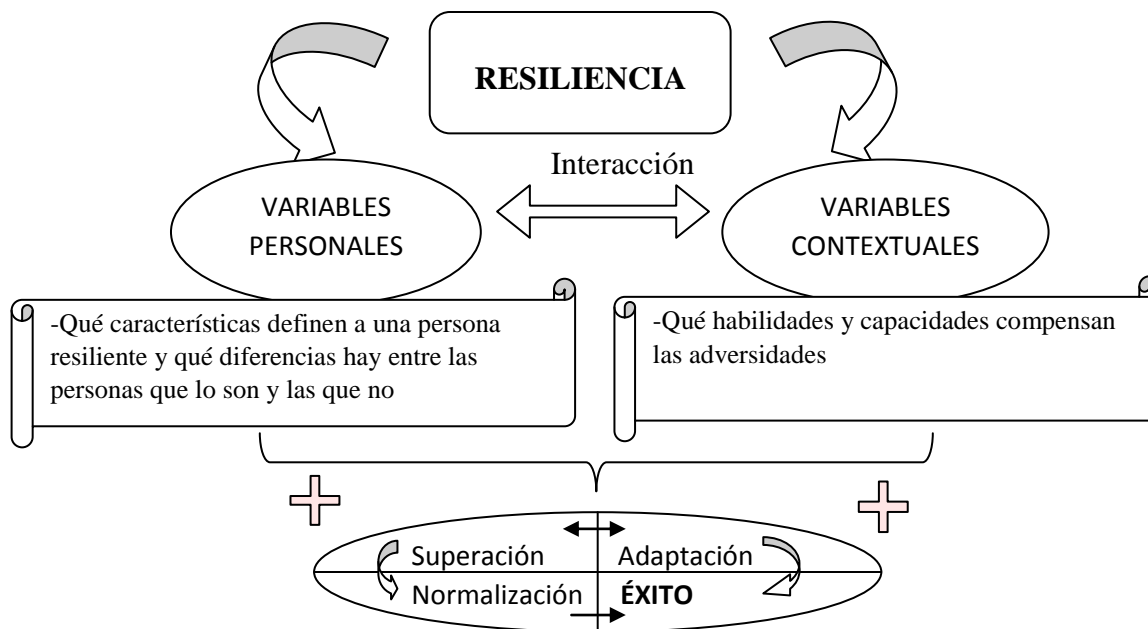 RESILIENCIA
Interacción
VARIABLES
PERSONALES
VARIABLES
CONTEXTUALES
-Qué características definen a una persona
resiliente y qué diferencias hay entre las
personas que lo son y las que no
-Qué habilidades y capacidades compensan
las adversidades
Superación
Adaptación
Normalización
ÉXITO